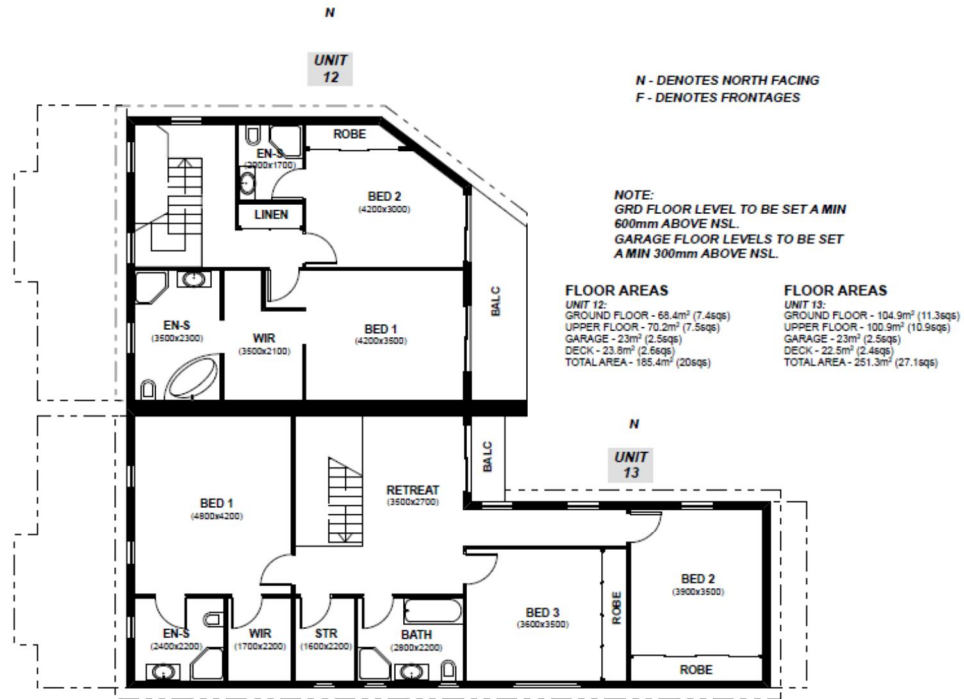 N
UNIT
12
N - DENOTES NORTH FACING
F - DENOTES FRONTAGES
ROBE
EN-S
(2000x1700)
BED 2
(4200x3000)
LINEN
NOTE:
GRD FLOOR LEVEL TO BE SET A MIN
600mm ABOVE NSL.
GARAGE FLOOR LEVELS TO BE SET
A MIN 300mm ABOVE NSL.
FLOOR AREAS
UNIT 12:
GROUND FLOOR - 68.4m² (7.4sqs)
UPPER FLOOR - 70.2m² (7.5sqs)
GARAGE - 23m² (2.5sqs)
DECK - 23.8m² (2.6sqs)
TOTAL AREA - 185.4m² (20sqs)
FLOOR AREAS
UNIT 13:
GROUND FLOOR - 104.9m² (11.3sqs)
UPPER FLOOR - 100.9m² (10.9sqs)
GARAGE - 23m² (2.5sqs)
DECK - 22.5m² (2.4sqs)
TOTAL AREA - 251.3m² (27.1sqs)
BALC
EN-S
(3500x2300)
WIR
(3500x2100)
BED 1
(4200x3500)
N
UNIT
13
BALC
BED 1
(4800x4200)
RETREAT
(3500x2700)
EN-S
(2400x2200)
WIR
(1700x2200)
STR
(1600x2200)
BATH
(2800x2200)
BED 3
(3600x3500)
ROBE
BED 2
(3900x3500)
ROBE